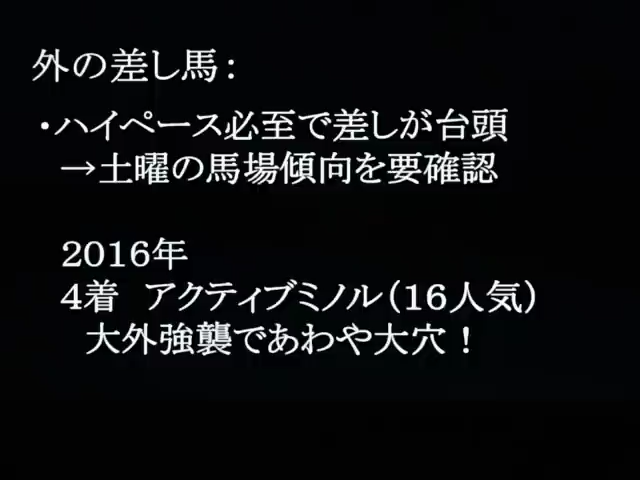 外の差し馬：
・ハイペース必至で差しが台頭
→土曜の馬場傾向を要確認
２０１６年
４着　アクティブミノル（１６人気）
大外強襲であわや大穴！